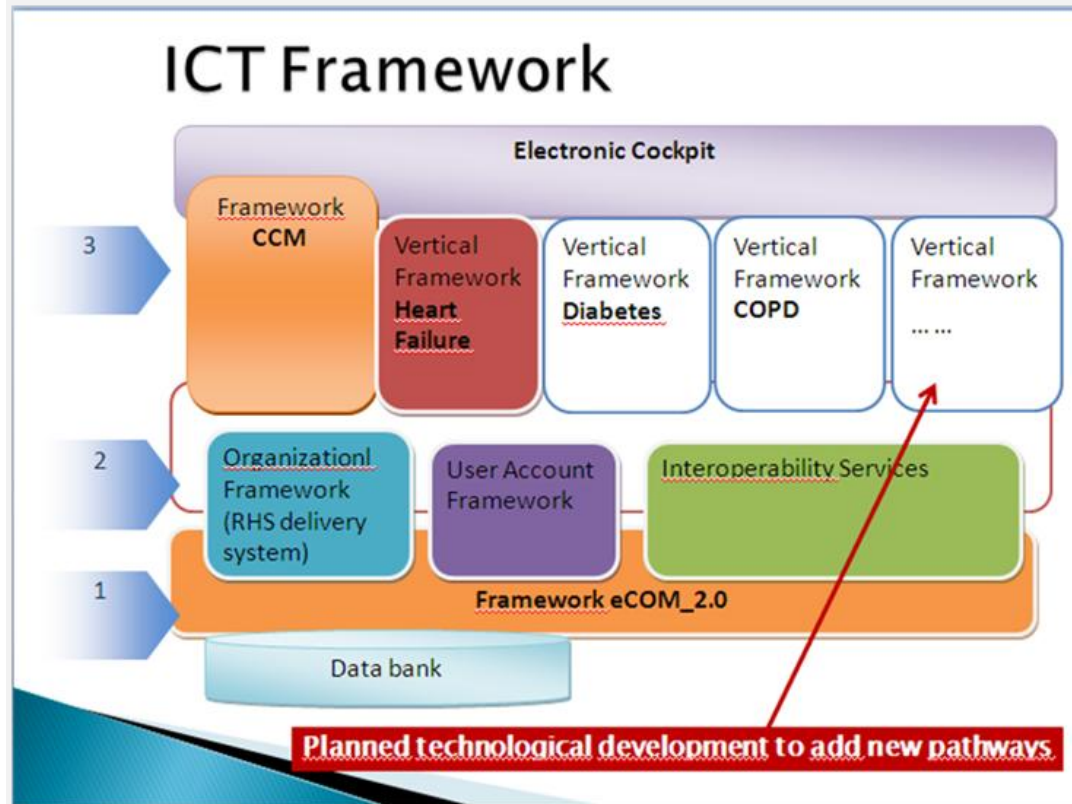 ICT Framework
Electronic Cockpit
3
Framework
CCM
Vertical
Framework
Heart
Failure
Vertical
Framework
Diabetes
Vertical
Framework
COPD
Vertical
Framework
... ...
2
Organizationl
Framework
(RHS delivery
system)
User Account
Framework
Interoperability Services
1
Framework eCOM_2.0
Data bank
Planned technological development to add new pathways